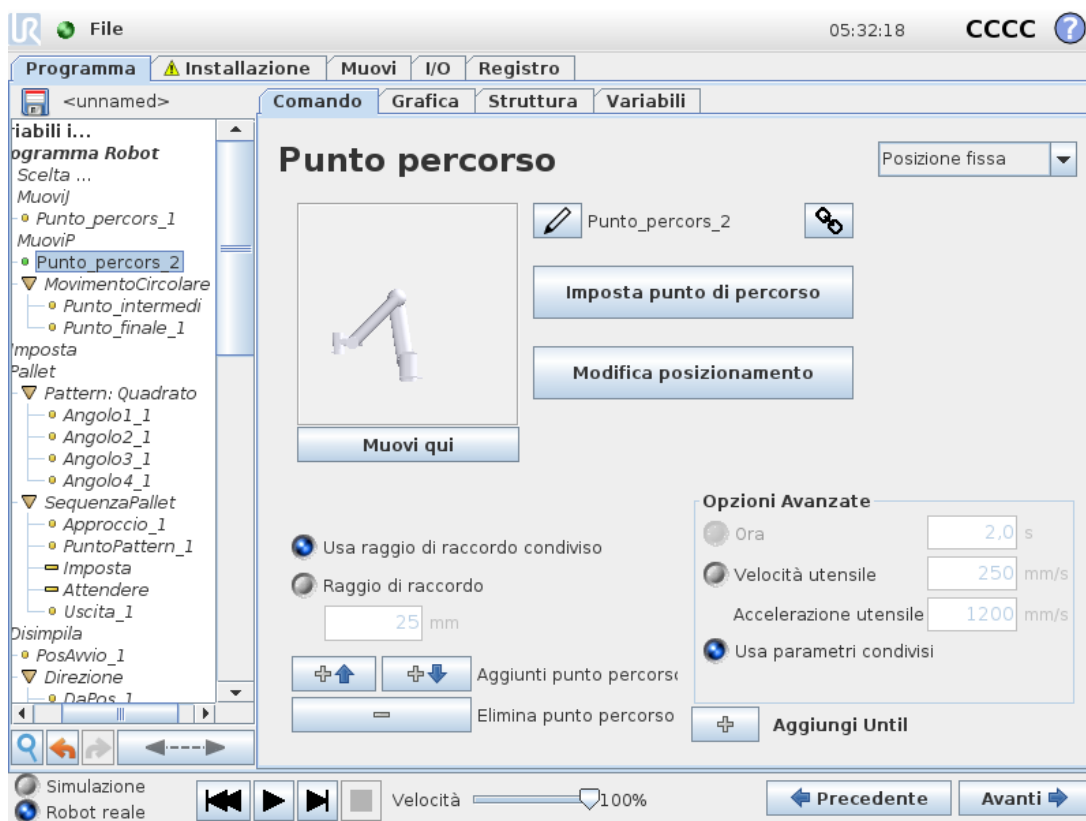 UR File 05:32:18 CCCC ?
Programma Installazione Muovi I/O Registro
<unnamed>
Comando Grafica Struttura Variabili
riabili i...
ogramma Robot
Scelta ...
MuoviJ
Punto_percors_1
MuoviP
Punto_percors_2
MovimentoCircolare
Punto_intermedi
Punto_finale_1
Imposta
Pallet
Pattern: Quadrato
Angolo1_1
Angolo2_1
Angolo3_1
Angolo4_1
SequenzaPallet
Approccio_1
PuntoPattern_1
Imposta
Attendere
Uscita_1
Disimpila
PosAvvio_1
Direzione
DaPos_1
Punto percorso
Posizione fissa
Punto_percors_2
Imposta punto di percorso
Modifica posizionamento
Muovi qui
Usa raggio di raccordo condiviso
Raggio di raccordo
25 mm
Aggiunti punto percorso
Elimina punto percorso
Opzioni Avanzate
Ora 2,0 s
Velocità utensile 250 mm/s
Accelerazione utensile 1200 mm/s
Usa parametri condivisi
Aggiungi Until
Simulazione
Robot reale
Velocità 100%
Precedente Avanti